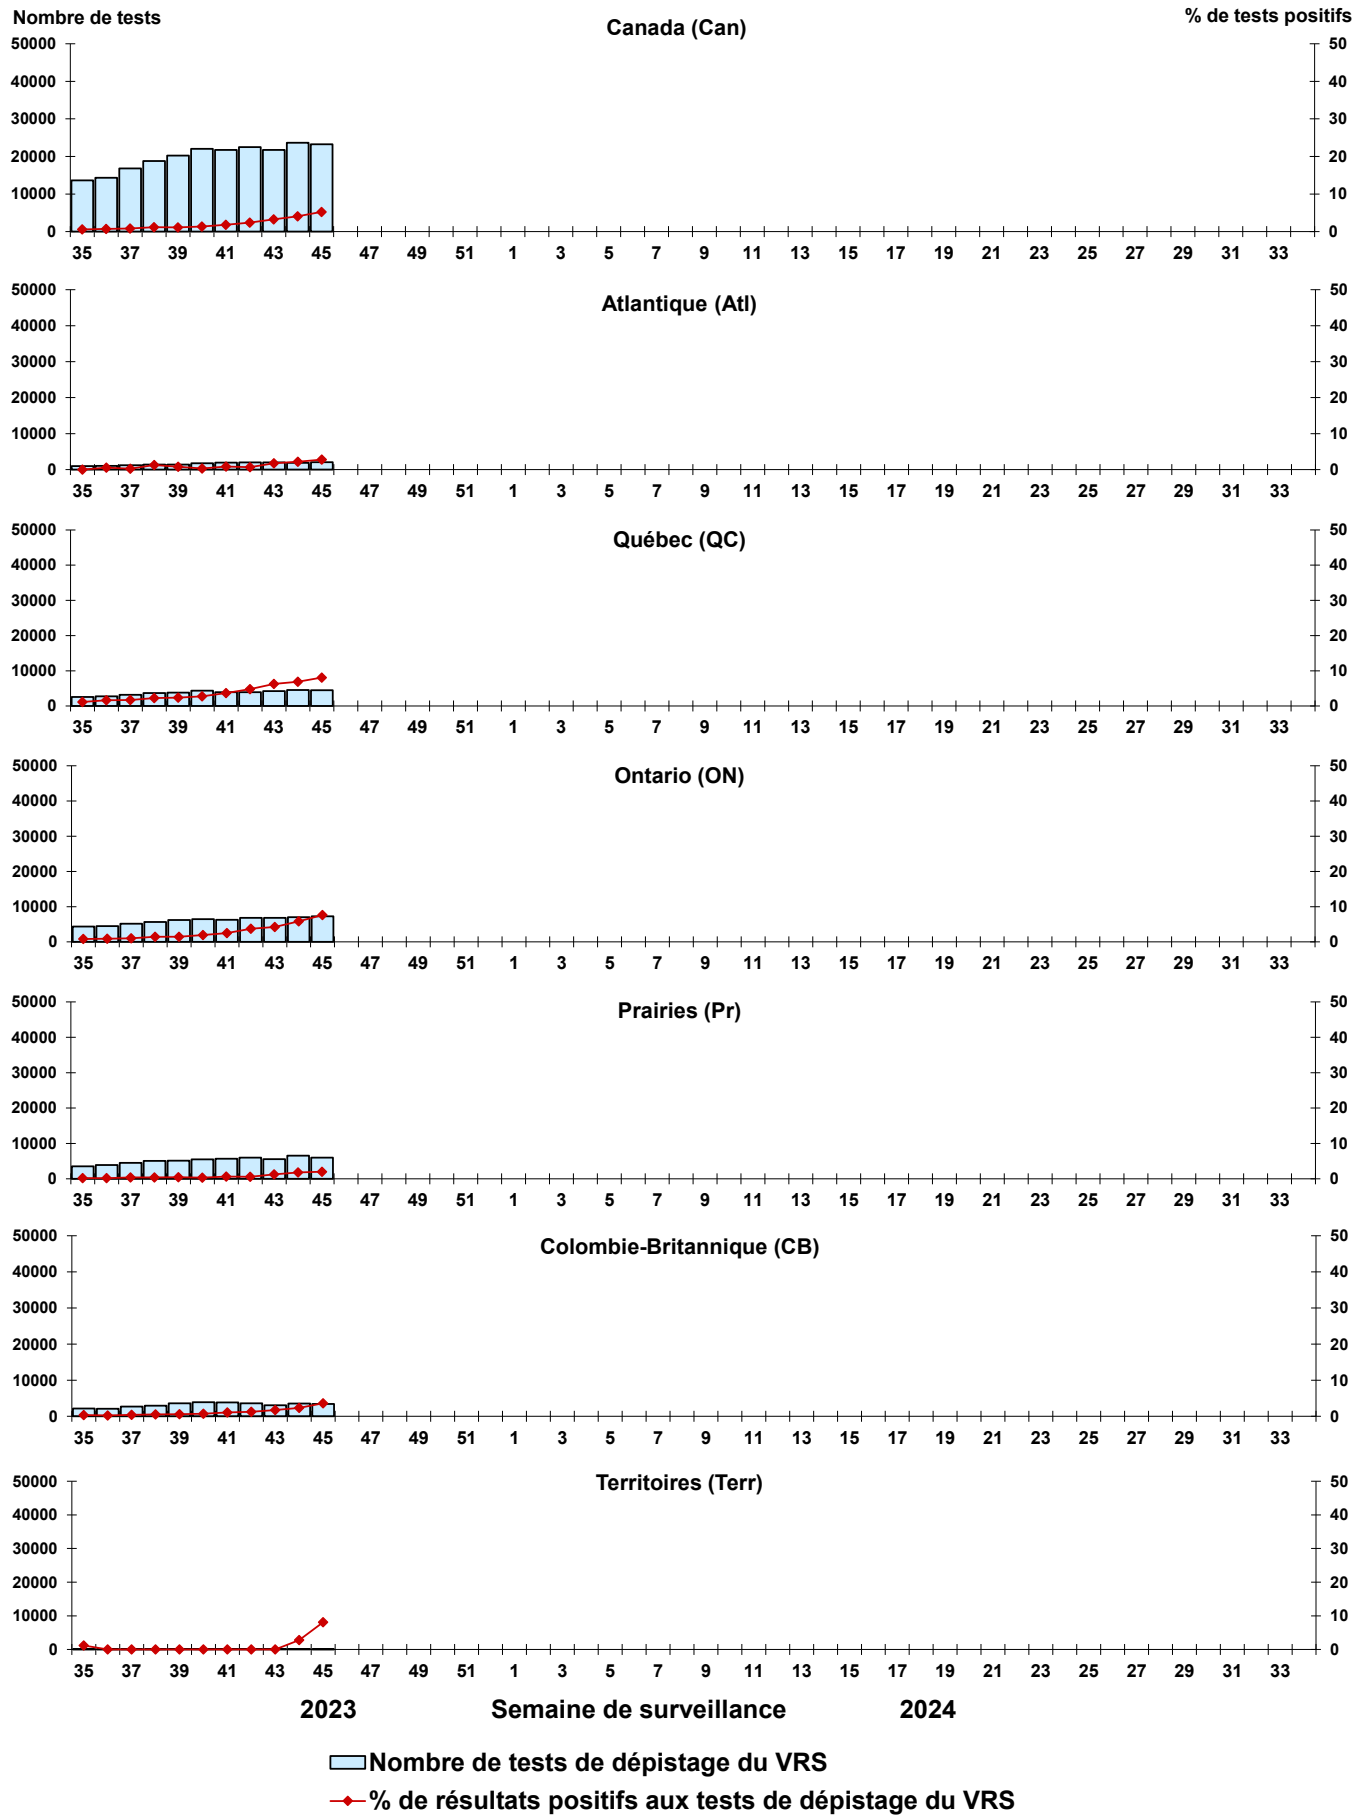 Nombre de tests
% de tests positifs
Canada (Can)
50000 50
40000 40
30000 30
20000 20
10000 10
0 0
35 37 39 41 43 45 47 49 51 1 3 5 7 9 11 13 15 17 19 21 23 25 27 29 31 33
Atlantique (Atl)
50000 50
40000 40
30000 30
20000 20
10000 10
0 0
35 37 39 41 43 45 47 49 51 1 3 5 7 9 11 13 15 17 19 21 23 25 27 29 31 33
Québec (QC)
50000 50
40000 40
30000 30
20000 20
10000 10
0 0
35 37 39 41 43 45 47 49 51 1 3 5 7 9 11 13 15 17 19 21 23 25 27 29 31 33
Ontario (ON)
50000 50
40000 40
30000 30
20000 20
10000 10
0 0
35 37 39 41 43 45 47 49 51 1 3 5 7 9 11 13 15 17 19 21 23 25 27 29 31 33
Prairies (Pr)
50000 50
40000 40
30000 30
20000 20
10000 10
0 0
35 37 39 41 43 45 47 49 51 1 3 5 7 9 11 13 15 17 19 21 23 25 27 29 31 33
Colombie-Britannique (CB)
50000 50
40000 40
30000 30
20000 20
10000 10
0 0
35 37 39 41 43 45 47 49 51 1 3 5 7 9 11 13 15 17 19 21 23 25 27 29 31 33
Territoires (Terr)
50000 50
40000 40
30000 30
20000 20
10000 10
0 0
35 37 39 41 43 45 47 49 51 1 3 5 7 9 11 13 15 17 19 21 23 25 27 29 31 33
2023 Semaine de surveillance 2024
Nombre de tests de dépistage du VRS
% de résultats positifs aux tests de dépistage du VRS